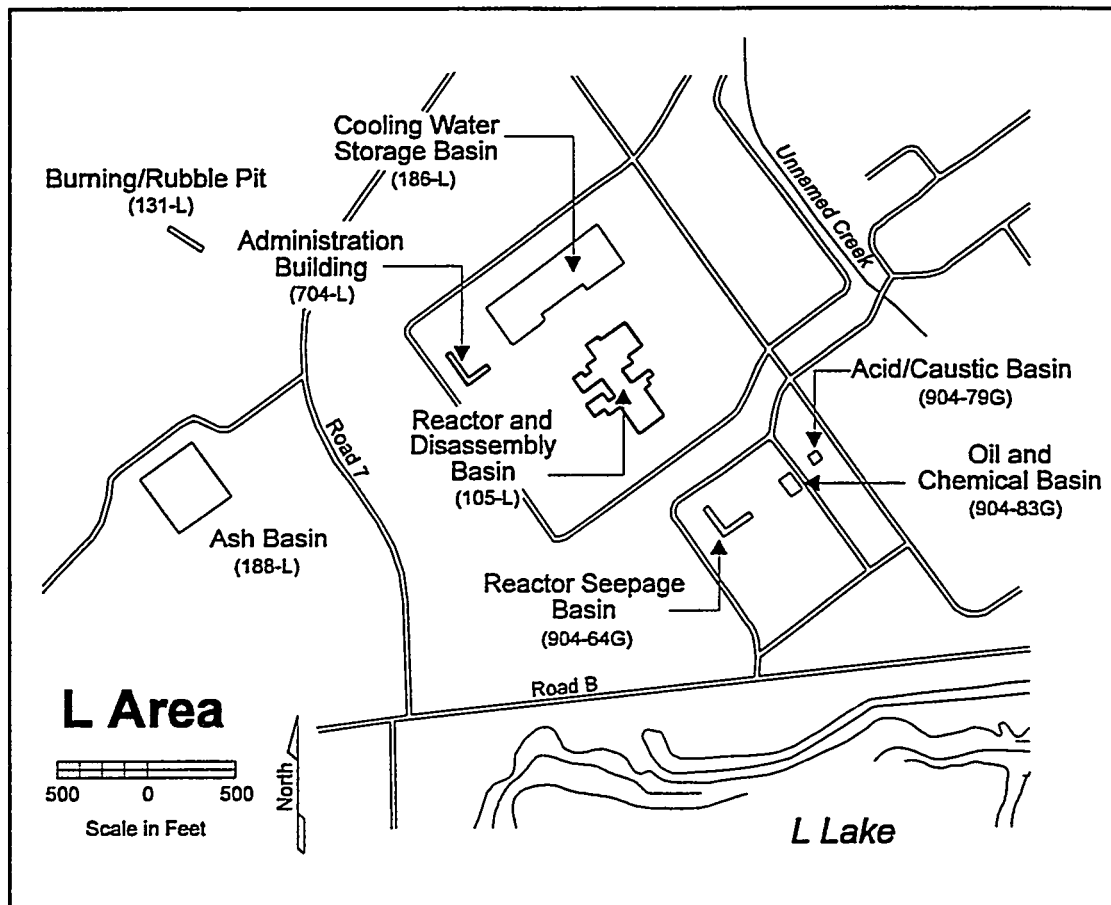 Cooling Water
Storage Basin
(186-L)
Burning/Rubble Pit
(131-L)
Administration
Building
(704-L)
Unnamed Creek
Acid/Caustic Basin
(904-79G)
Reactor and
Disassembly
Basin
(105-L)
Road 7
Oil and
Chemical Basin
(904-83G)
Ash Basin
(188-L)
Reactor Seepage
Basin
(904-64G)
Road B
L Area
500 0 500
Scale in Feet
North
L Lake